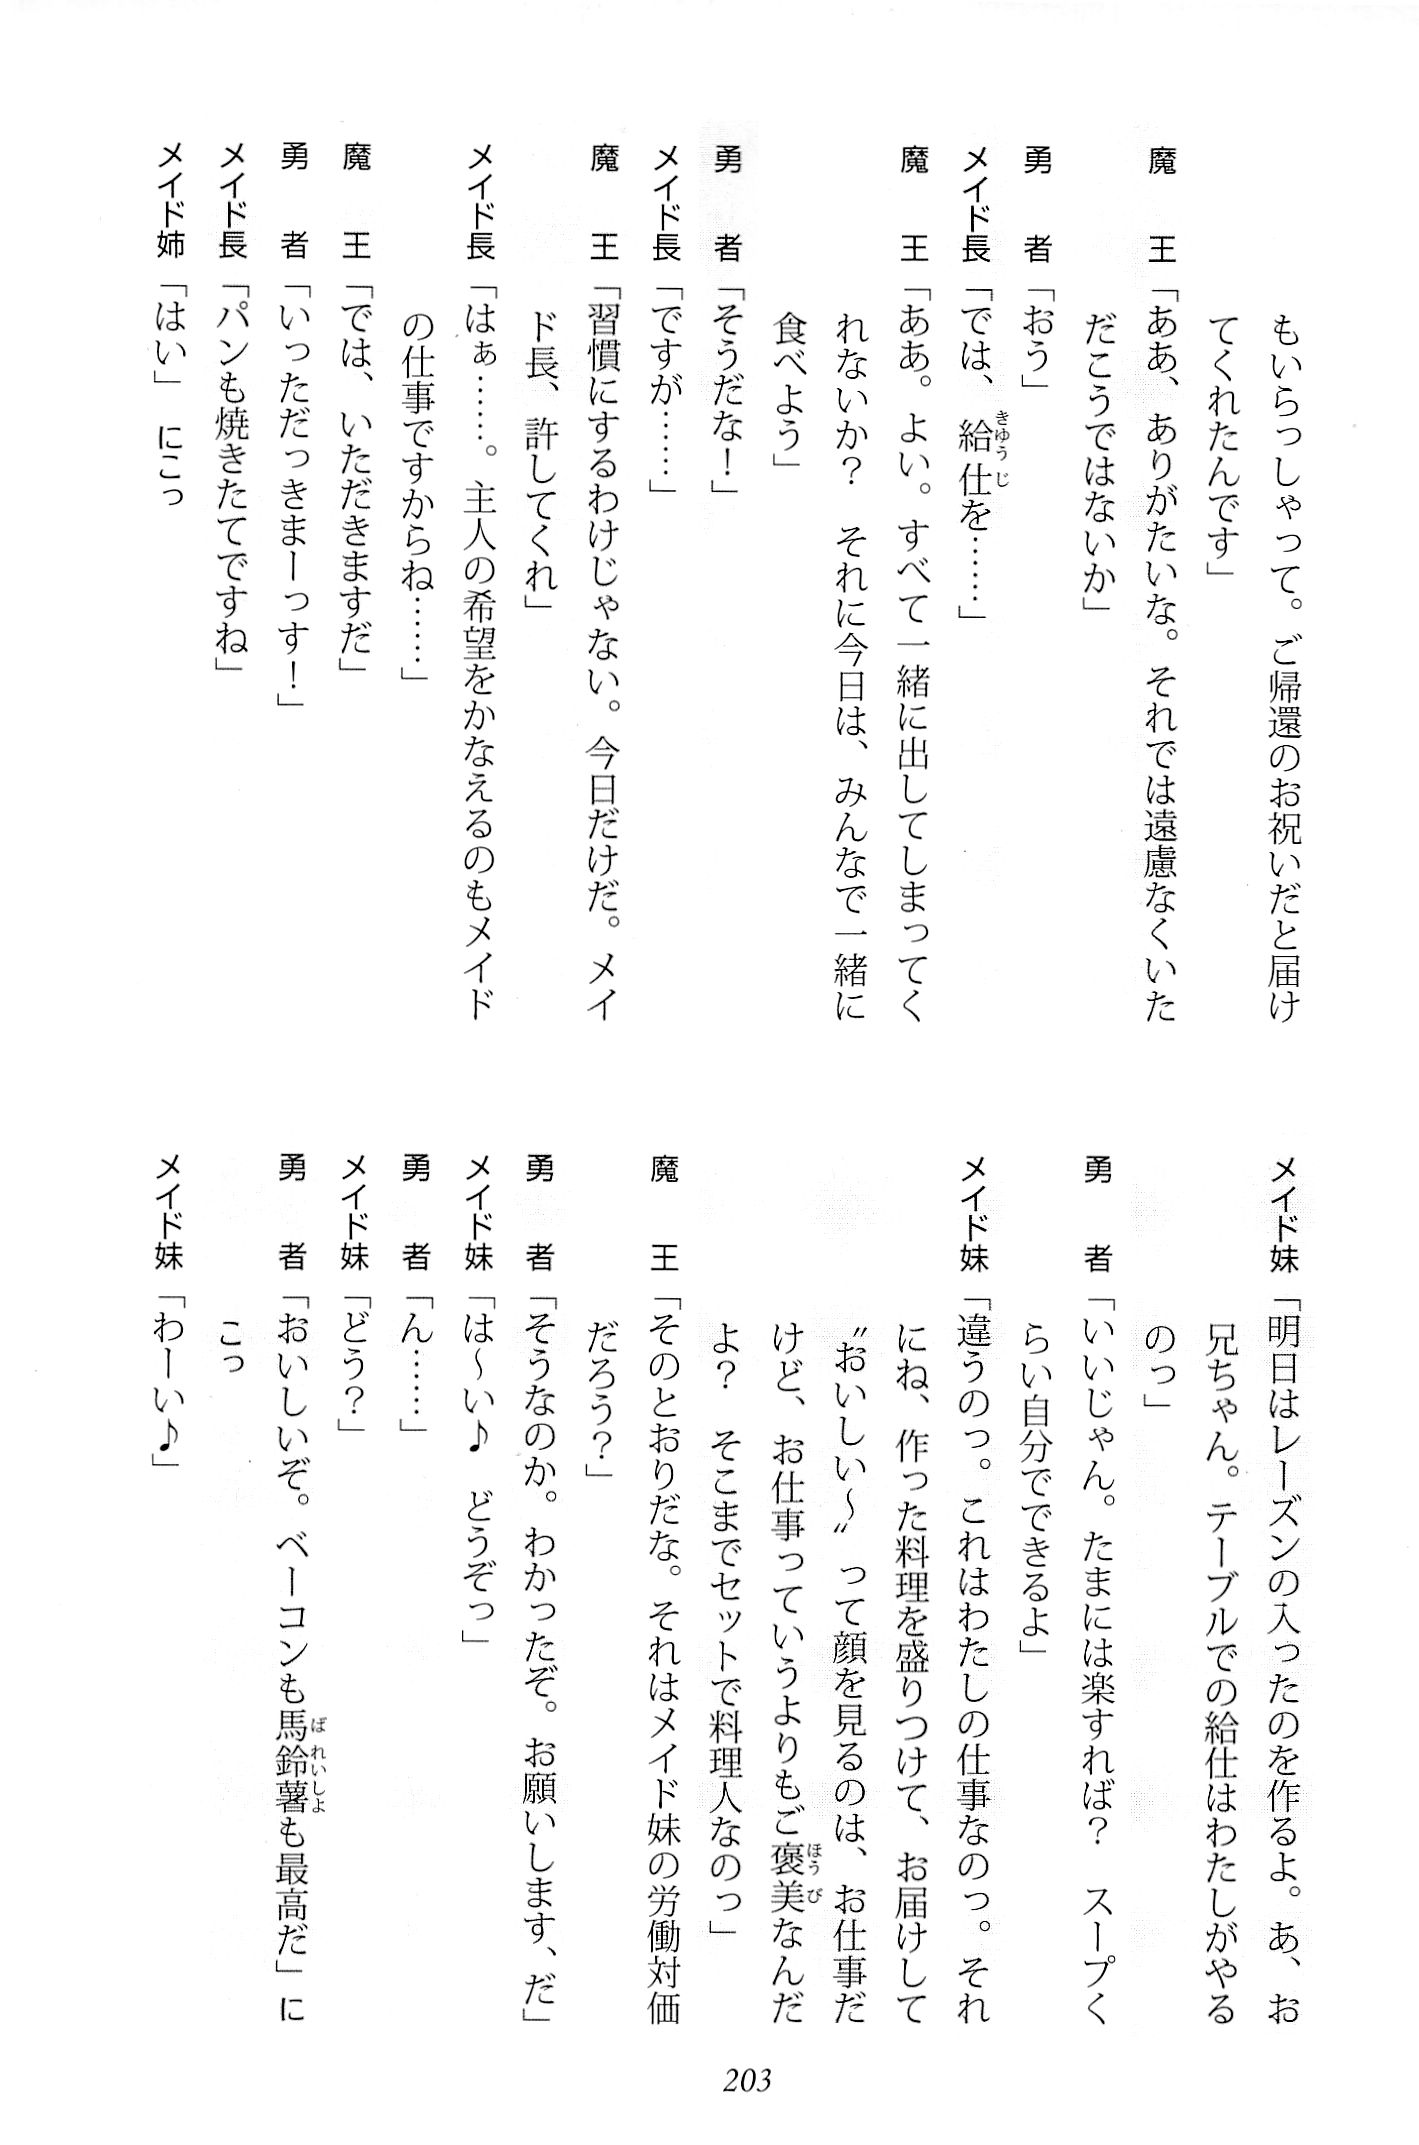 もいらっしゃって。ご帰還のお祝いだと届け
てくれたんです」
魔　王「ああ、ありがたいな。それでは遠慮なくいた
だこうではないか」
勇　者「おう」
メイド長「では、給仕を……」
魔　王「ああ。よい。すべて一緒に出してしまってく
れないか？　それに今日は、みんなで一緒に
食べよう」
勇　者「そうだな！」
メイド長「ですが……」
魔　王「習慣にするわけじゃない。今日だけだ。メイ
ド長、許してくれ」
メイド長「はぁ……。主人の希望をかなえるのもメイド
の仕事ですからね……」
魔　王「では、いただきますだ」
勇　者「いっただっきまーっす！」
メイド長「パンも焼きたてですね」
メイド姉「はい」　にこっ
メイド妹「明日はレーズンの入ったのを作るよ。あ、お
兄ちゃん。テーブルでの給仕はわたしがやる
のっ」
勇　者「いいじゃん。たまには楽すれば？　スープく
らい自分でできるよ」
メイド妹「違うのっ。これはわたしの仕事なのっ。それ
にね、作った料理を盛りつけて、お届けして
〝おいしい～〟って顔を見るのは、お仕事だ
けど、お仕事っていうよりもご褒美なんだ
よ？　そこまでセットで料理人なのっ」
魔　王「そのとおりだな。それはメイド妹の労働対価
だろう？」
勇　者「そうなのか。わかったぞ。お願いします、だ」
メイド妹「は～い♪　どうぞっ」
勇　者「ん……」
メイド妹「どう？」
勇　者「おいしいぞ。ベーコンも馬鈴薯も最高だ」に
こっ
メイド妹「わーい♪」
203